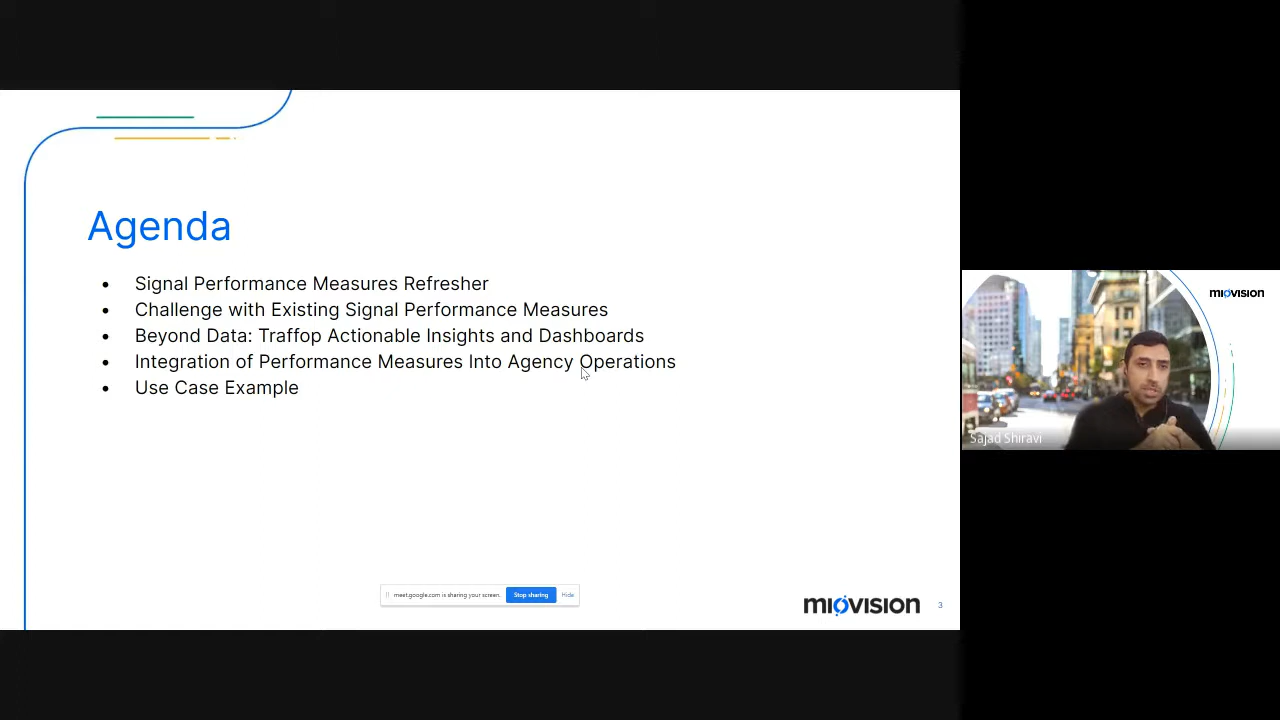 Agenda
• Signal Performance Measures Refresher
• Challenge with Existing Signal Performance Measures
• Beyond Data: Traffop Actionable Insights and Dashboards
• Integration of Performance Measures Into Agency Operations
• Use Case Example
meet.google.com is sharing your screen. Stop sharing Hide
miovision 3
miovision
Sajad Shiravi